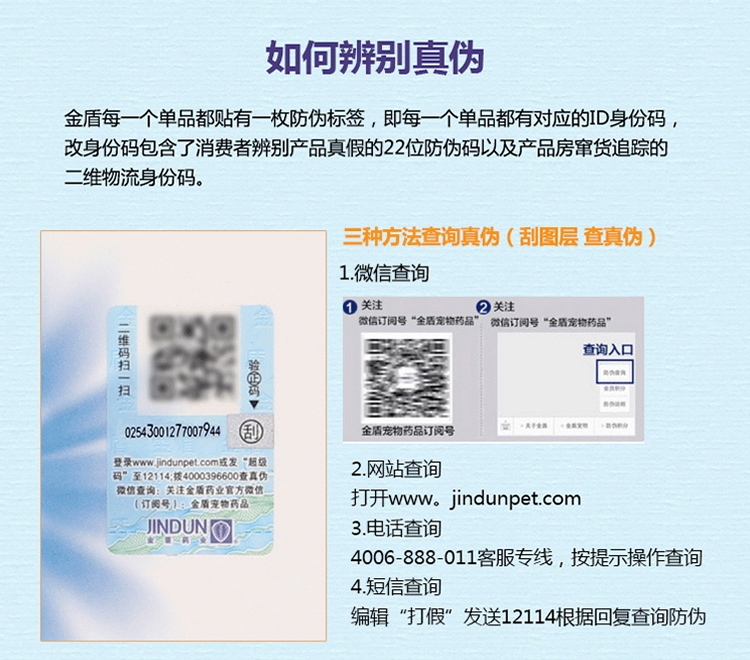 如何辨别真伪
金盾每一个单品都贴有一枚防伪标签，即每一个单品都有对应的ID身份码，
改身份码包含了消费者辨别产品真假的22位防伪码以及产品房窜货追踪的
二维物流身份码。
三种方法查询真伪（刮图层 查真伪）
1.微信查询
1 关注
微信订阅号“金盾宠物药品”
金盾宠物药品订阅号
2 关注
微信订阅号“金盾宠物药品”
查询入口
防伪查询
会员积分
防伪说明
关于金盾
金盾宠物
防伪积分
二维码扫一扫
验证码
02543001277007944
刮
登录www.jindunpet.com或发“超级
码”至12114;拨4000396600查真伪
微信查询：关注金盾药业官方微信
（订阅号）：金盾宠物药品
JINDUN
金盾药业
2.网站查询
打开www。jindunpet.com
3.电话查询
4006-888-011客服专线，按提示操作查询
4.短信查询
编辑“打假”发送12114根据回复查询防伪